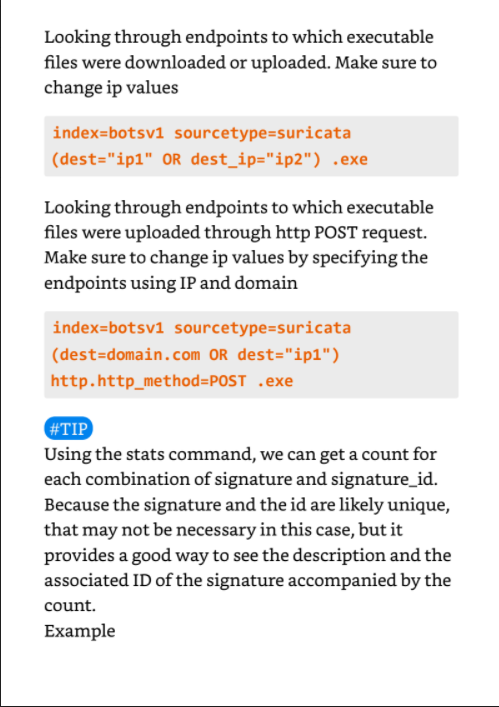 Looking through endpoints to which executable
files were downloaded or uploaded. Make sure to
change ip values
index=botsv1 sourcetype=suricata
(dest="ip1" OR dest_ip="ip2") .exe
Looking through endpoints to which executable
files were uploaded through http POST request.
Make sure to change ip values by specifying the
endpoints using IP and domain
index=botsv1 sourcetype=suricata
(dest=domain.com OR dest="ip1")
http.http_method=POST .exe
#TIP
Using the stats command, we can get a count for
each combination of signature and signature_id.
Because the signature and the id are likely unique,
that may not be necessary in this case, but it
provides a good way to see the description and the
associated ID of the signature accompanied by the
count.
Example